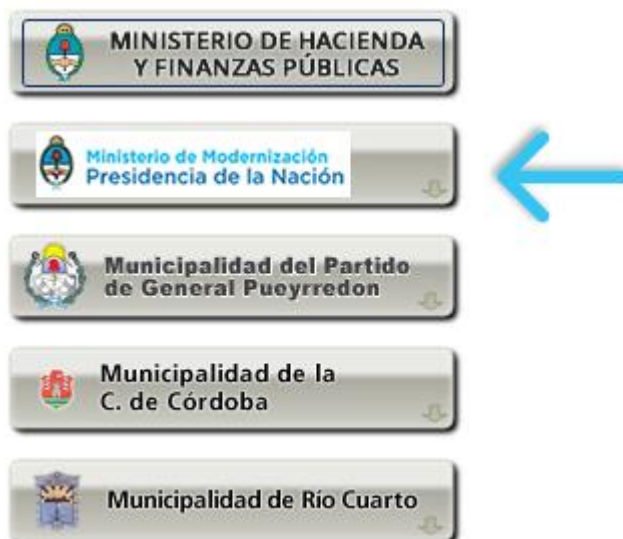 MINISTERIO DE HACIENDA
Y FINANZAS PÚBLICAS
Ministerio de Modernización
Presidencia de la Nación
Municipalidad del Partido
de General Pueyrredon
Municipalidad de la
C. de Córdoba
Municipalidad de Río Cuarto